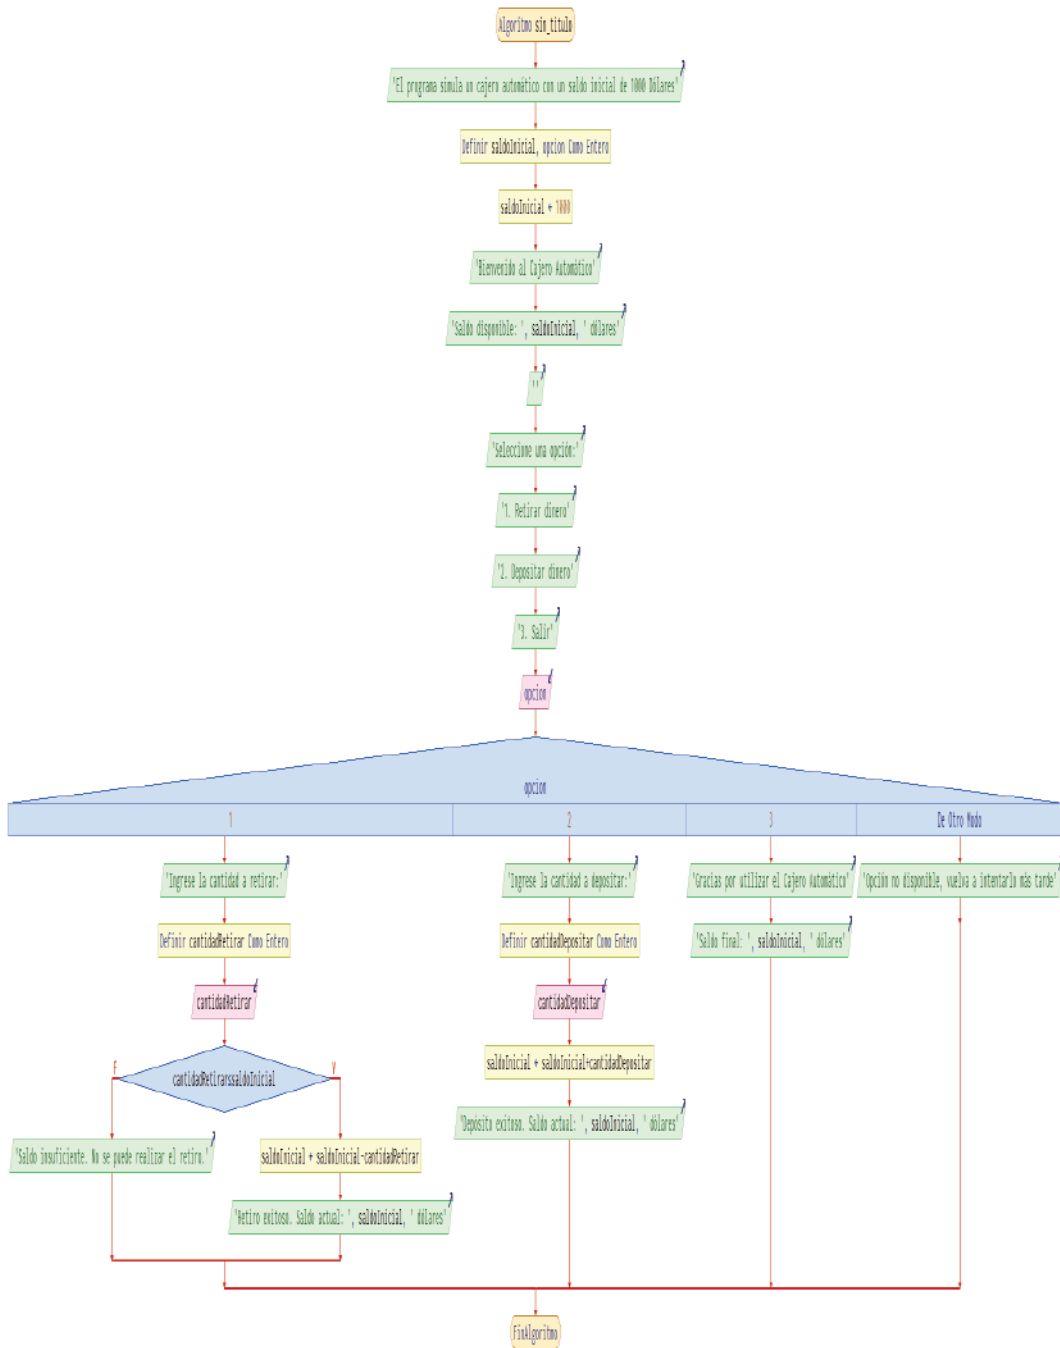 Algoritmo sin_titulo
'El programa simula un cajero automático con un saldo inicial de 1000 Dólares'
Definir saldoInicial, opcion Como Entero
saldoInicial ← 1000
'Bienvenido al Cajero Automático'
'Saldo disponible: ', saldoInicial, ' dólares'
''
'Seleccione una opción:'
'1. Retirar dinero'
'2. Depositar dinero'
'3. Salir'
opcion
opcion
1 2 3 De Otro Modo
'Ingrese la cantidad a retirar:' 'Ingrese la cantidad a depositar:' 'Gracias por utilizar el Cajero Automático' 'Opción no disponible, vuelva a intentarlo más tarde'
Definir cantidadRetirar Como Entero Definir cantidadDepositar Como Entero 'Saldo final: ', saldoInicial, ' dólares'
cantidadRetirar cantidadDepositar
F cantidadRetirar≤saldoInicial V saldoInicial ← saldoInicial+cantidadDepositar
'Saldo insuficiente. No se puede realizar el retiro.' saldoInicial ← saldoInicial-cantidadRetirar 'Depósito exitoso. Saldo actual: ', saldoInicial, ' dólares'
'Retiro exitoso. Saldo actual: ', saldoInicial, ' dólares'
FinAlgoritmo